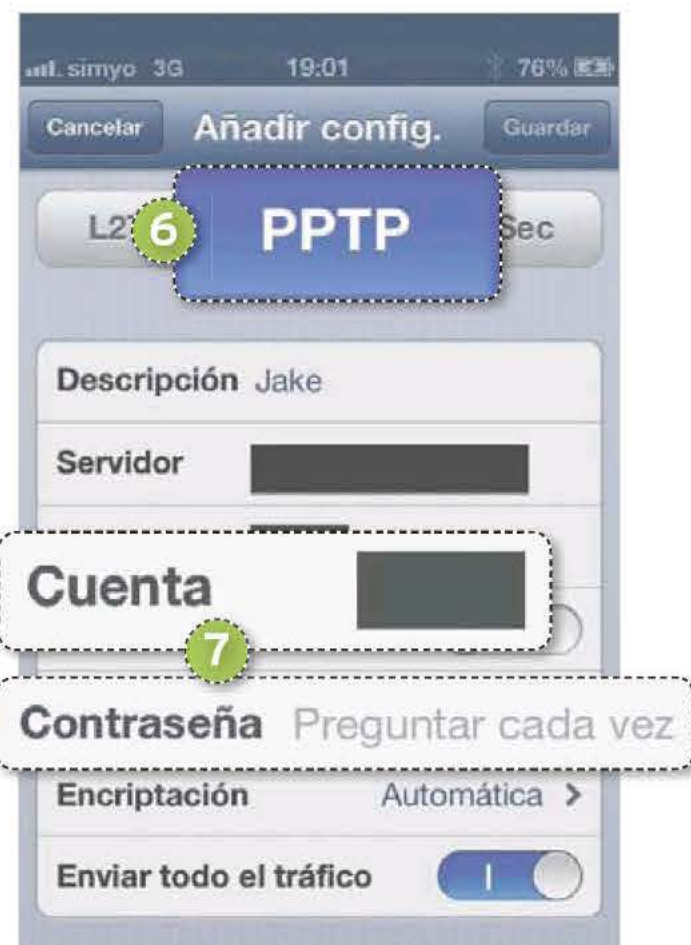 simyo 3G 19:01 76%
Cancelar Añadir config. Guardar
L2 6 PPTP Sec
Descripción Jake
Servidor
Cuenta
7
Contraseña Preguntar cada vez
Encriptación Automática >
Enviar todo el tráfico